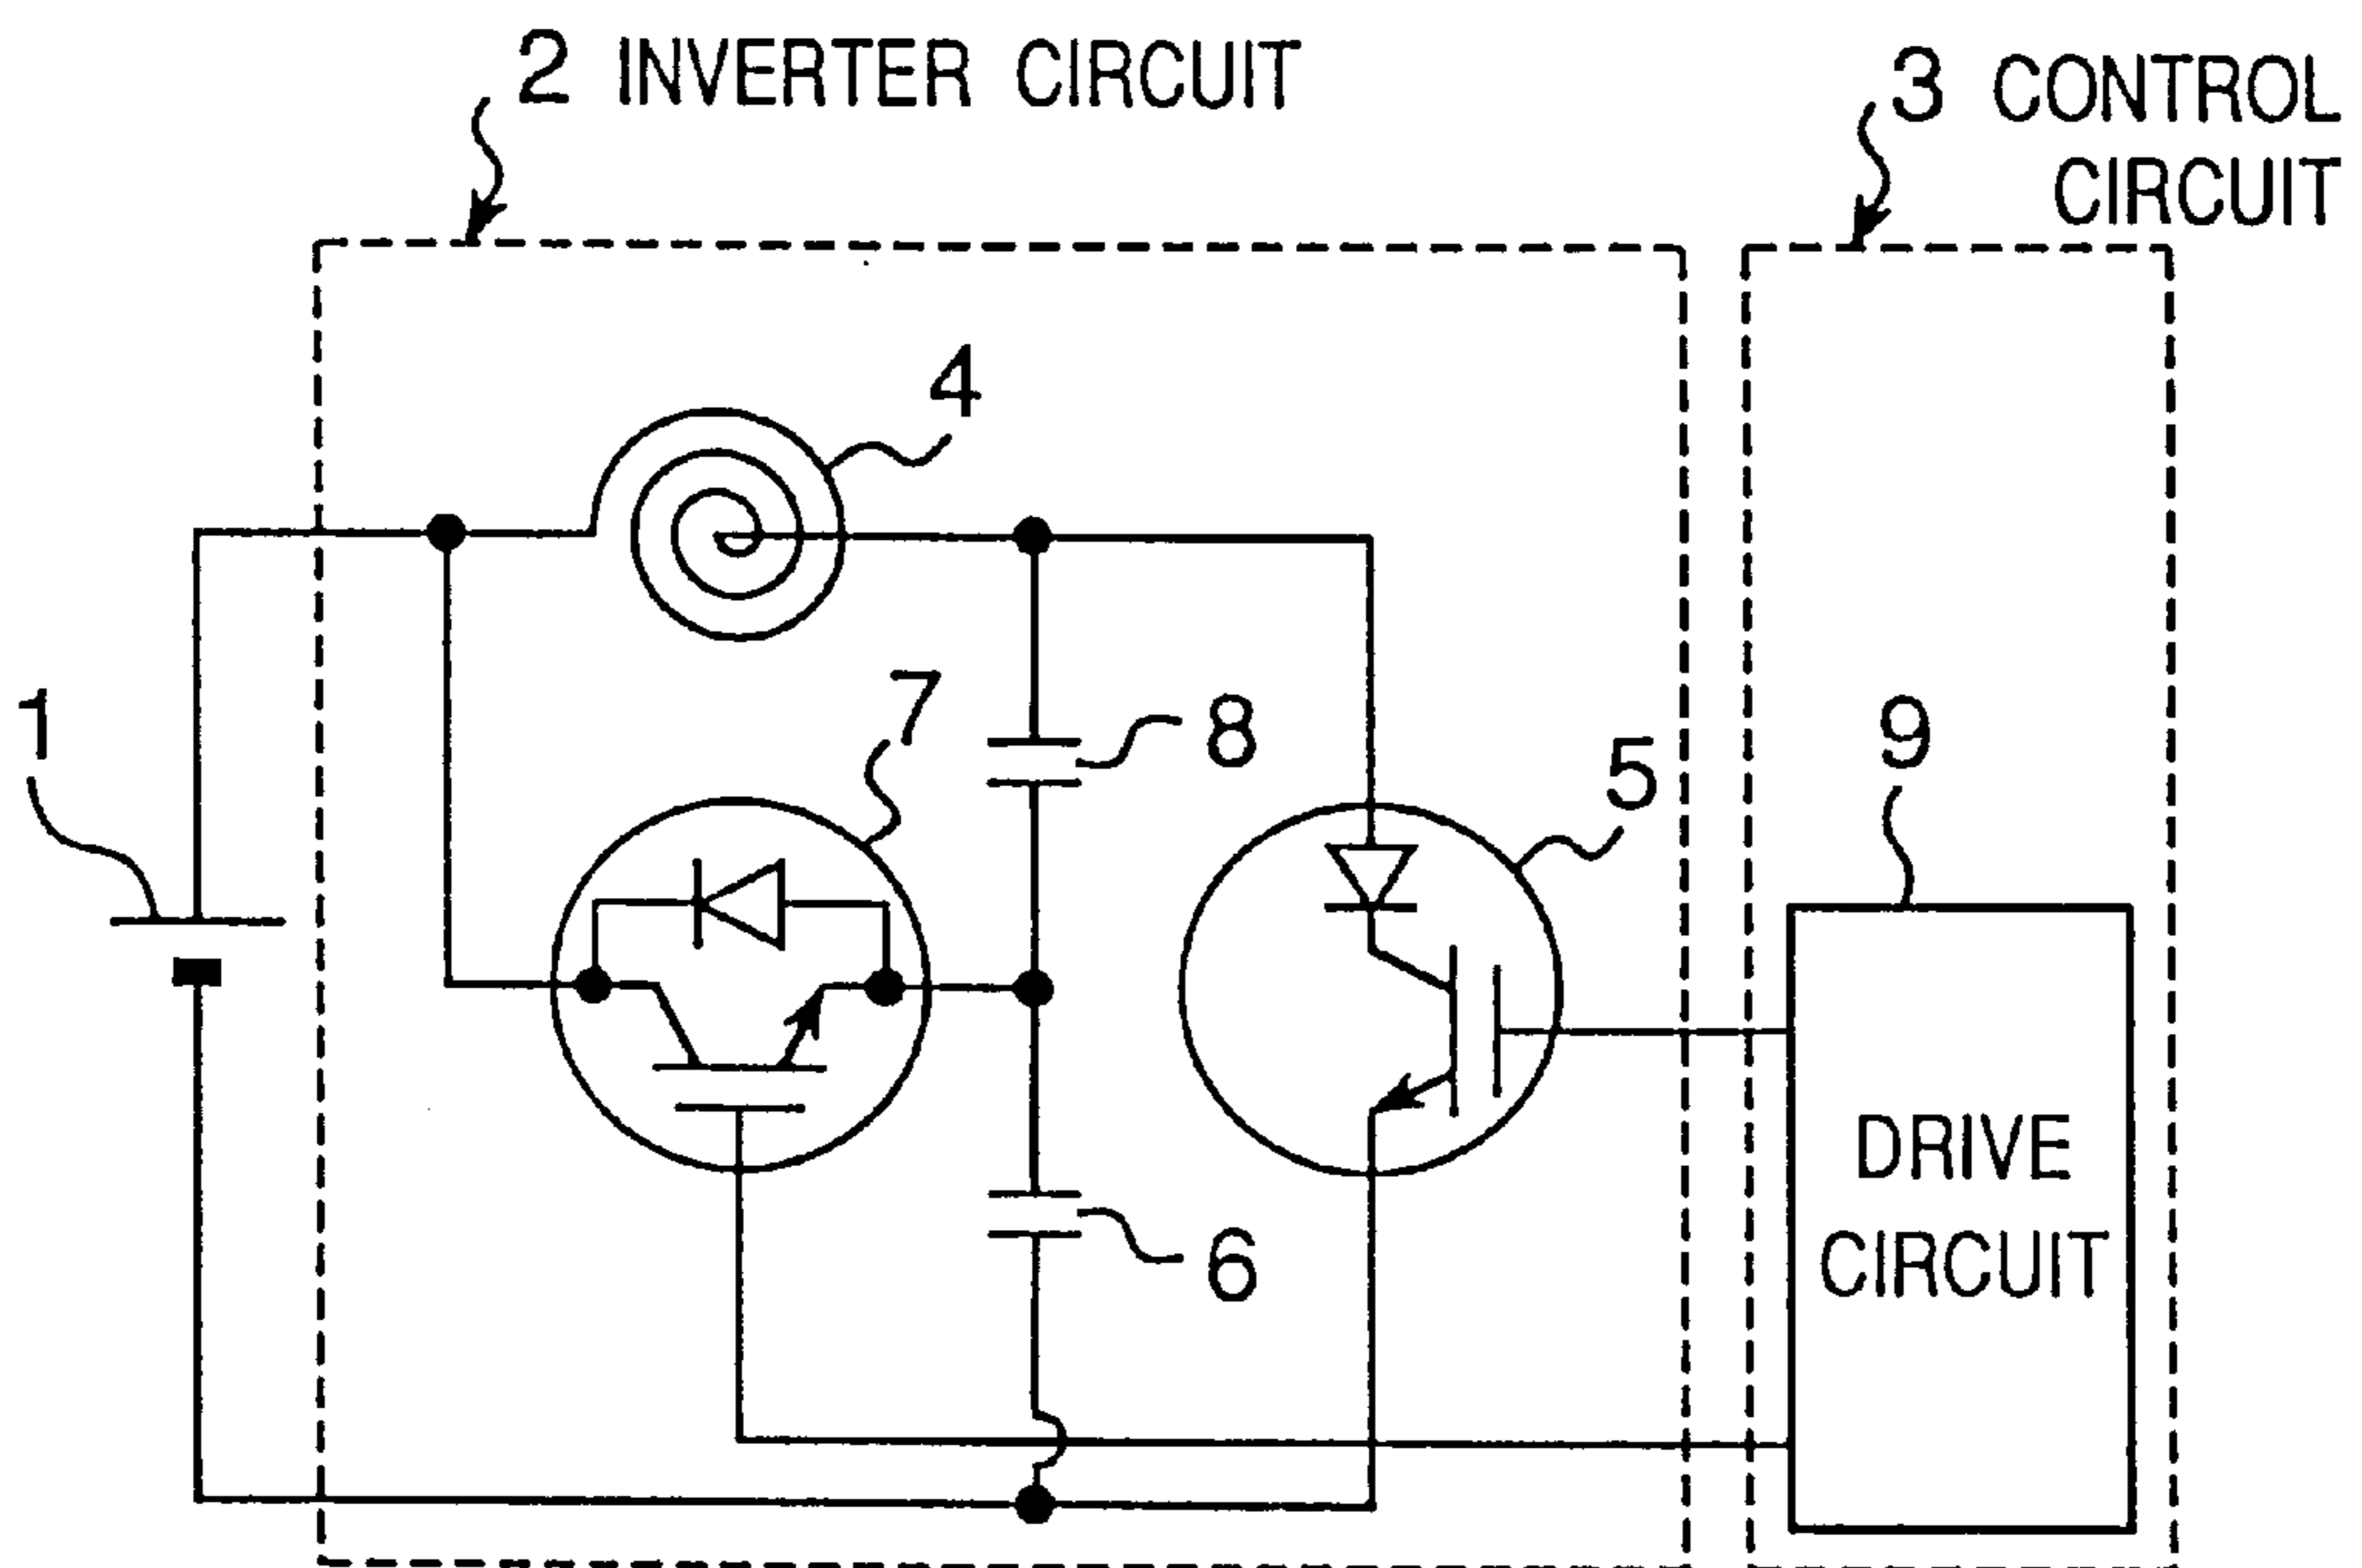 2 INVERTER CIRCUIT
3 CONTROL
CIRCUIT
4
1
7
8
5
9
6
DRIVE
CIRCUIT